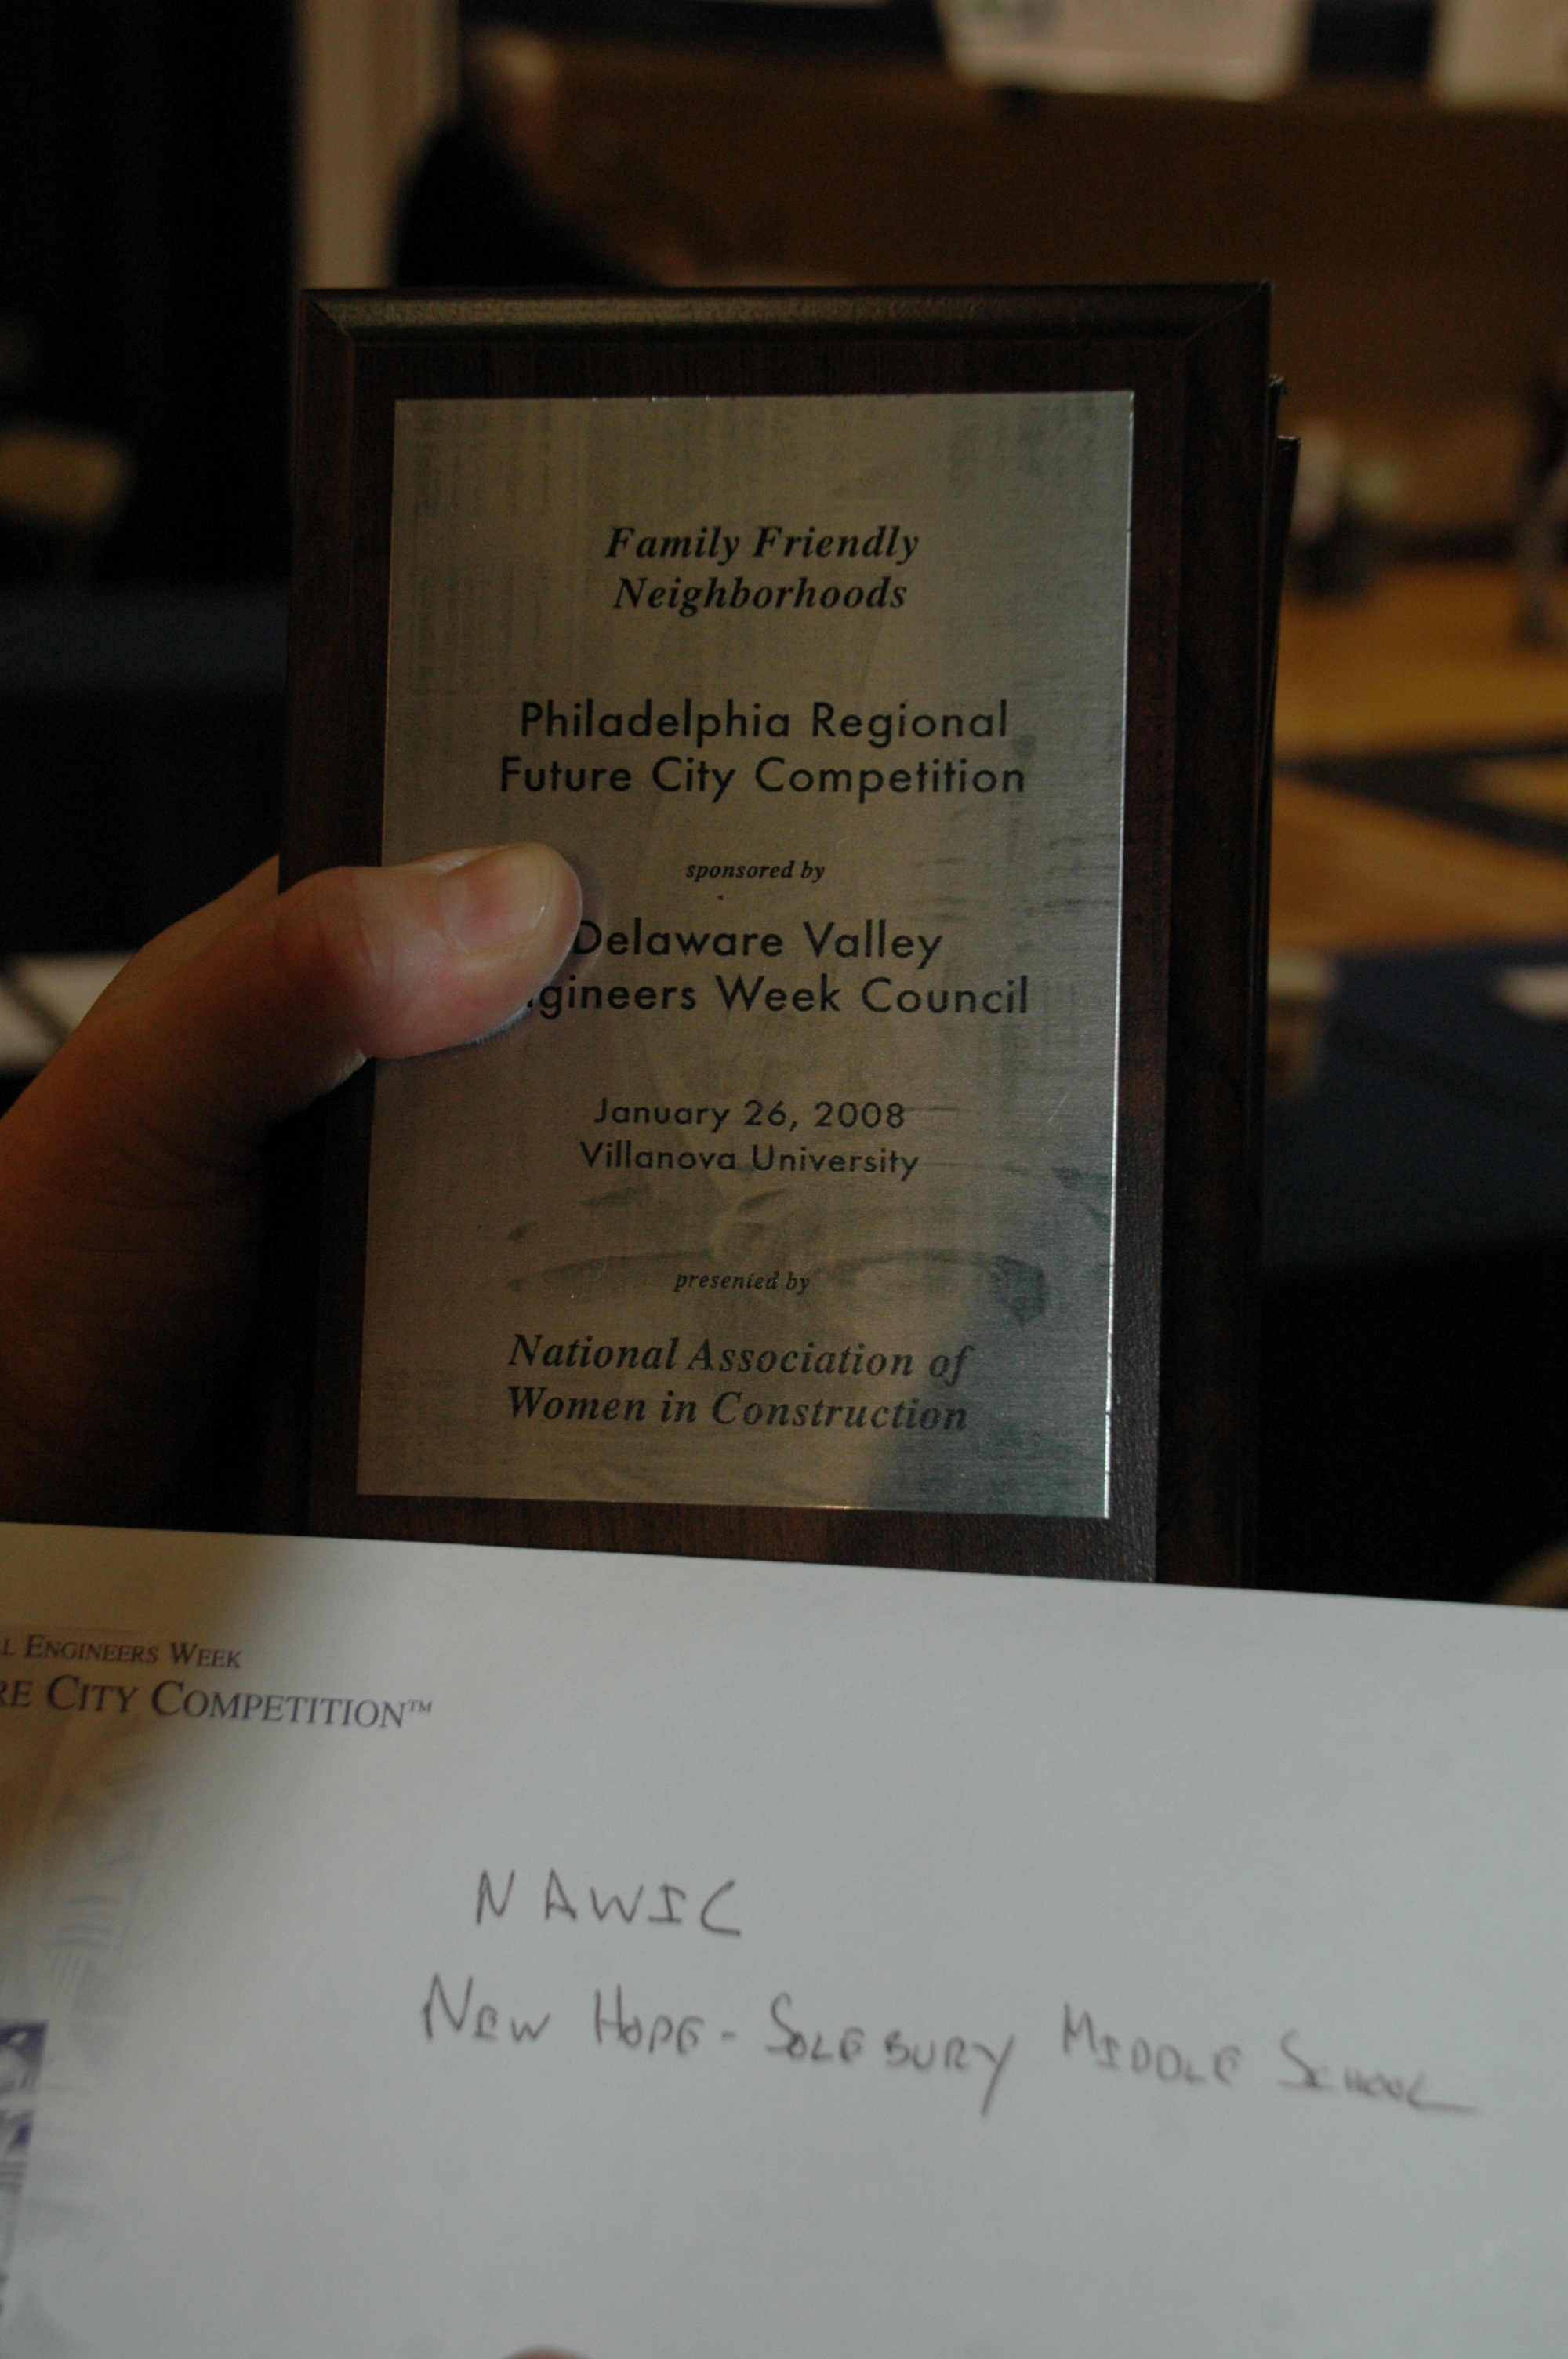 Family Friendly
Neighborhoods
Philadelphia Regional
Future City Competition
sponsored by
Delaware Valley
gineers Week Council
January 26, 2008
Villanova University
presented by
National Association of
Women in Construction
L ENGINEERS WEEK
RE CITY COMPETITION™
NAWIC
NEW HOPE-SOLEBURY MIDDLE SCHOOL